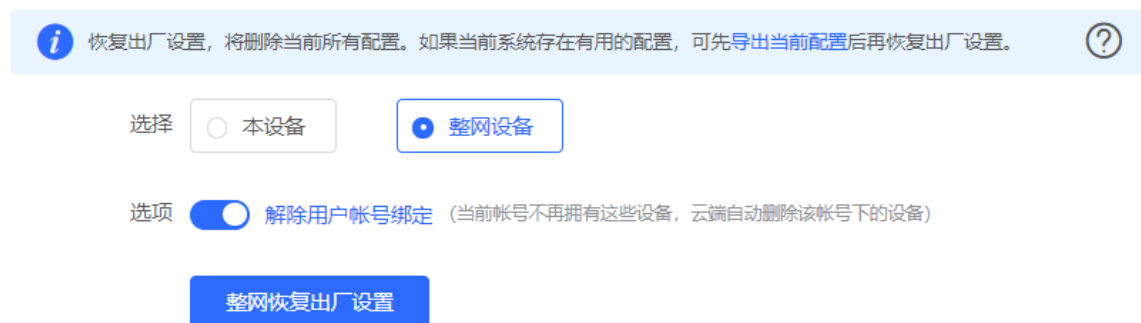 恢复出厂设置，将删除当前所有配置。如果当前系统存在有用的配置，可先导出当前配置后再恢复出厂设置。
选择 本设备 整网设备
选项 解除用户帐号绑定 (当前帐号不再拥有这些设备，云端自动删除该帐号下的设备)
整网恢复出厂设置